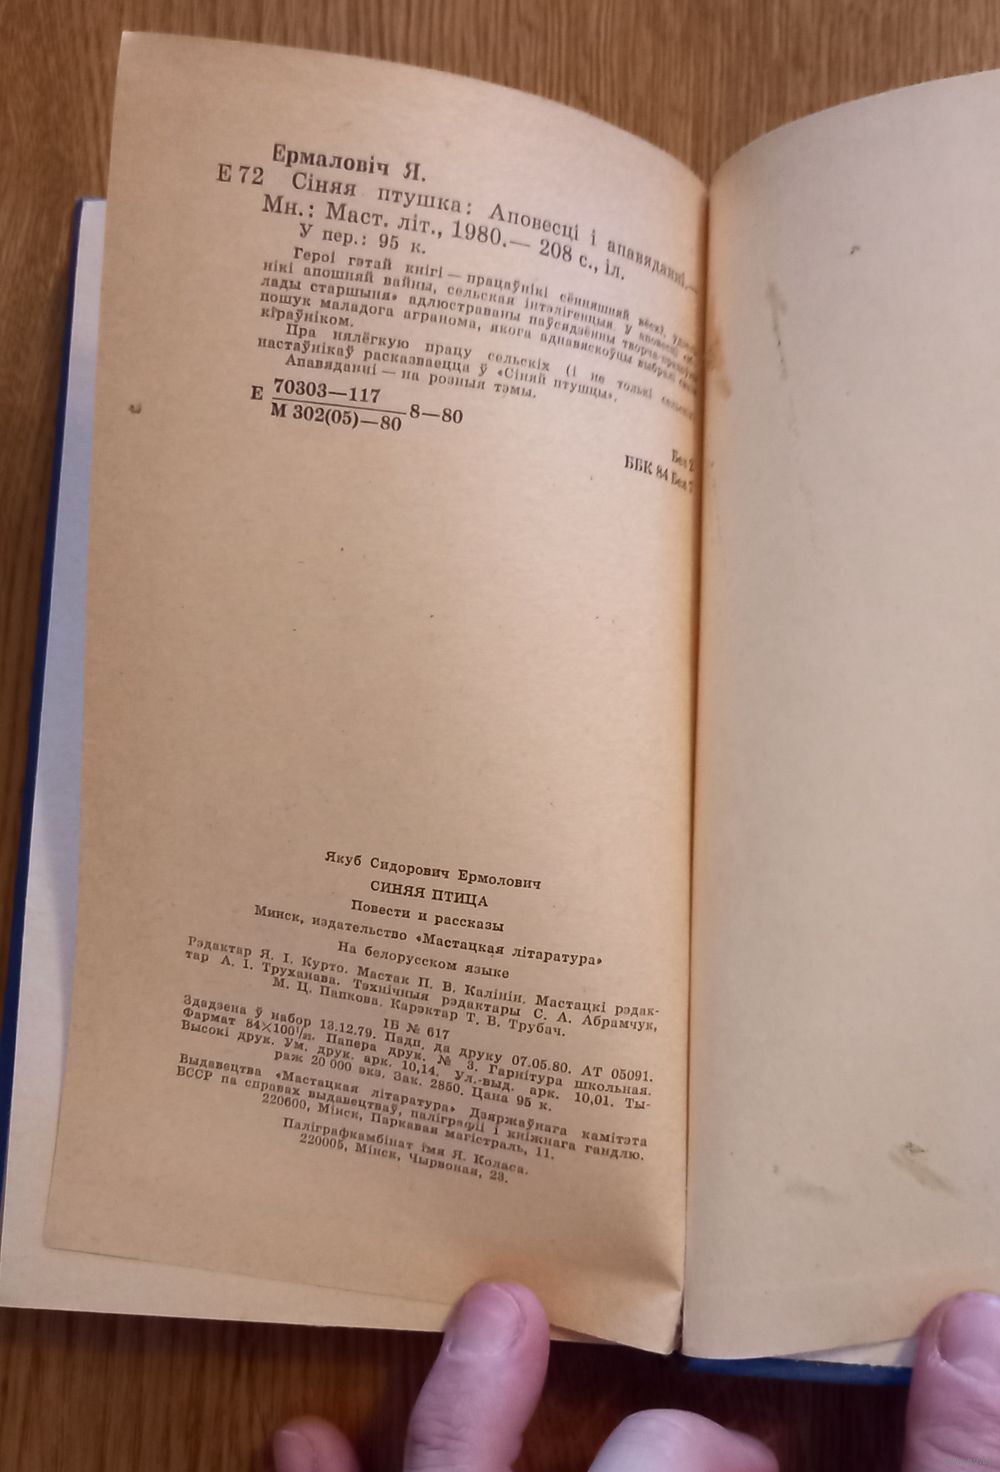 Ермаловіч Я.
Е 72 Сіняя птушка: Аповесці і апавяданні.—
Мн.: Маст. літ., 1980.— 208 с., іл.
У пер.: 95 к.
Героі гэтай кнігі — працаўнікі сённяшняй вёскі,
нікі апошняй вайны, сельская інтэлігенцыя. У аповесці
лады старшыня» адлюстраваны паўсядзённы
пошук маладога агранома, якога аднавяскоўцы выбралі сваім
кіраўніком.
Пра нялёгкую працу сельскіх (і не толькі сельскіх)
настаўнікаў расказваецца ў «Сіняй птушцы».
Апавяданні — на розныя тэмы.
Е 70303—117
М 302(05)—80 8—80
Бел 2
ББК 84 Бел 7
Якуб Сидорович Ермолович
СИНЯЯ ПТИЦА
Повести и рассказы
Минск, издательство «Мастацкая літаратура»
На белорусском языке
Рэдактар Я. І. Курто. Мастак П. В. Калінін. Мастацкі рэдак-
тар А. І. Труханава. Тэхнічныя рэдактары С. А. Абрамчук,
М. Ц. Папкова. Карэктар Т. В. Трубач.
ІБ № 617
Здадзена ў набор 13.12.79. Падп. да друку 07.05.80. АТ 05091.
Фармат 84×100¹/₃₂. Папера друк. № 3. Гарнітура школьная.
Высокі друк. Ум. друк. арк. 10,14. Ул.-выд. арк. 10,01. Ты-
раж 20 000 экз. Зак. 2850. Цана 95 к.
Выдавецтва «Мастацкая літаратура» Дзяржаўнага камітэта
БССР па справах выдавецтваў, паліграфіі і кніжнага гандлю.
220600, Мінск, Паркавая магістраль, 11.
Паліграфкамбінат імя Я. Коласа.
220005, Мінск, Чырвоная, 23.